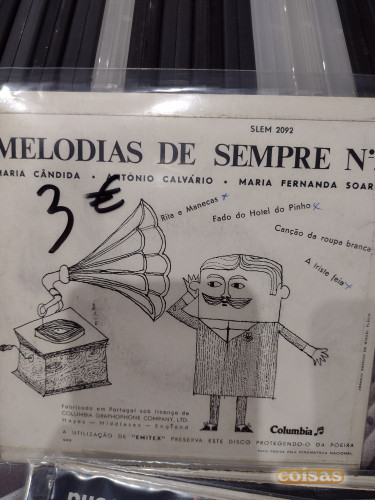 SLEM 2092
MELODIAS DE SEMPRE Nº
MARIA CÂNDIDA • ANTÓNIO CALVÁRIO • MARIA FERNANDA SOAR
3 €
Rita e Manecas x
Fado do Hotel do Pinho x
Canção da roupa branca
A triste feia x
Fabricado em Portugal sob licença de
COLUMBIA GRAPHOPHONE COMPANY, LTD.
Hayes — Middlesex — England
Columbia
A UTILIZAÇÃO DE "EMITEX" PRESERVA ESTE DISCO PROTEGENDO-O DA POEIRA
coisas